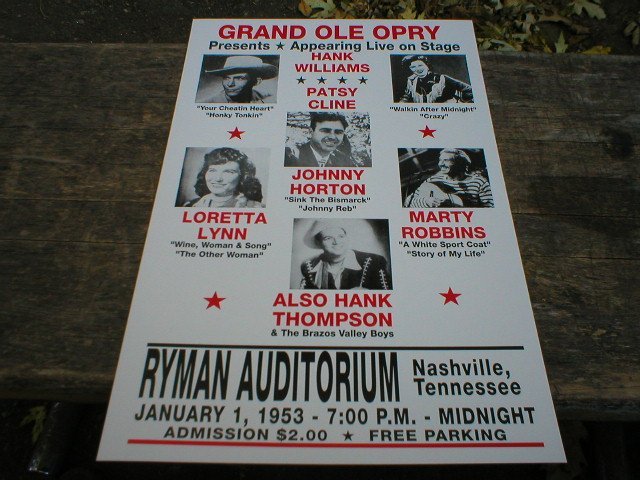 GRAND OLE OPRY
Presents ★ Appearing Live on Stage
HANK
WILLIAMS
★ ★ ★ ★
PATSY
CLINE
"Your Cheatin Heart"
"Honky Tonkin"
"Walkin After Midnight"
"Crazy"
JOHNNY
HORTON
"Sink The Bismarck"
"Johnny Reb"
LORETTA
LYNN
"Wine, Woman & Song"
"The Other Woman"
MARTY
ROBBINS
"A White Sport Coat"
"Story of My Life"
ALSO HANK
THOMPSON
& The Brazos Valley Boys
RYMAN AUDITORIUM
Nashville,
Tennessee
JANUARY 1, 1953 - 7:00 P.M. - MIDNIGHT
ADMISSION $2.00 ★ FREE PARKING